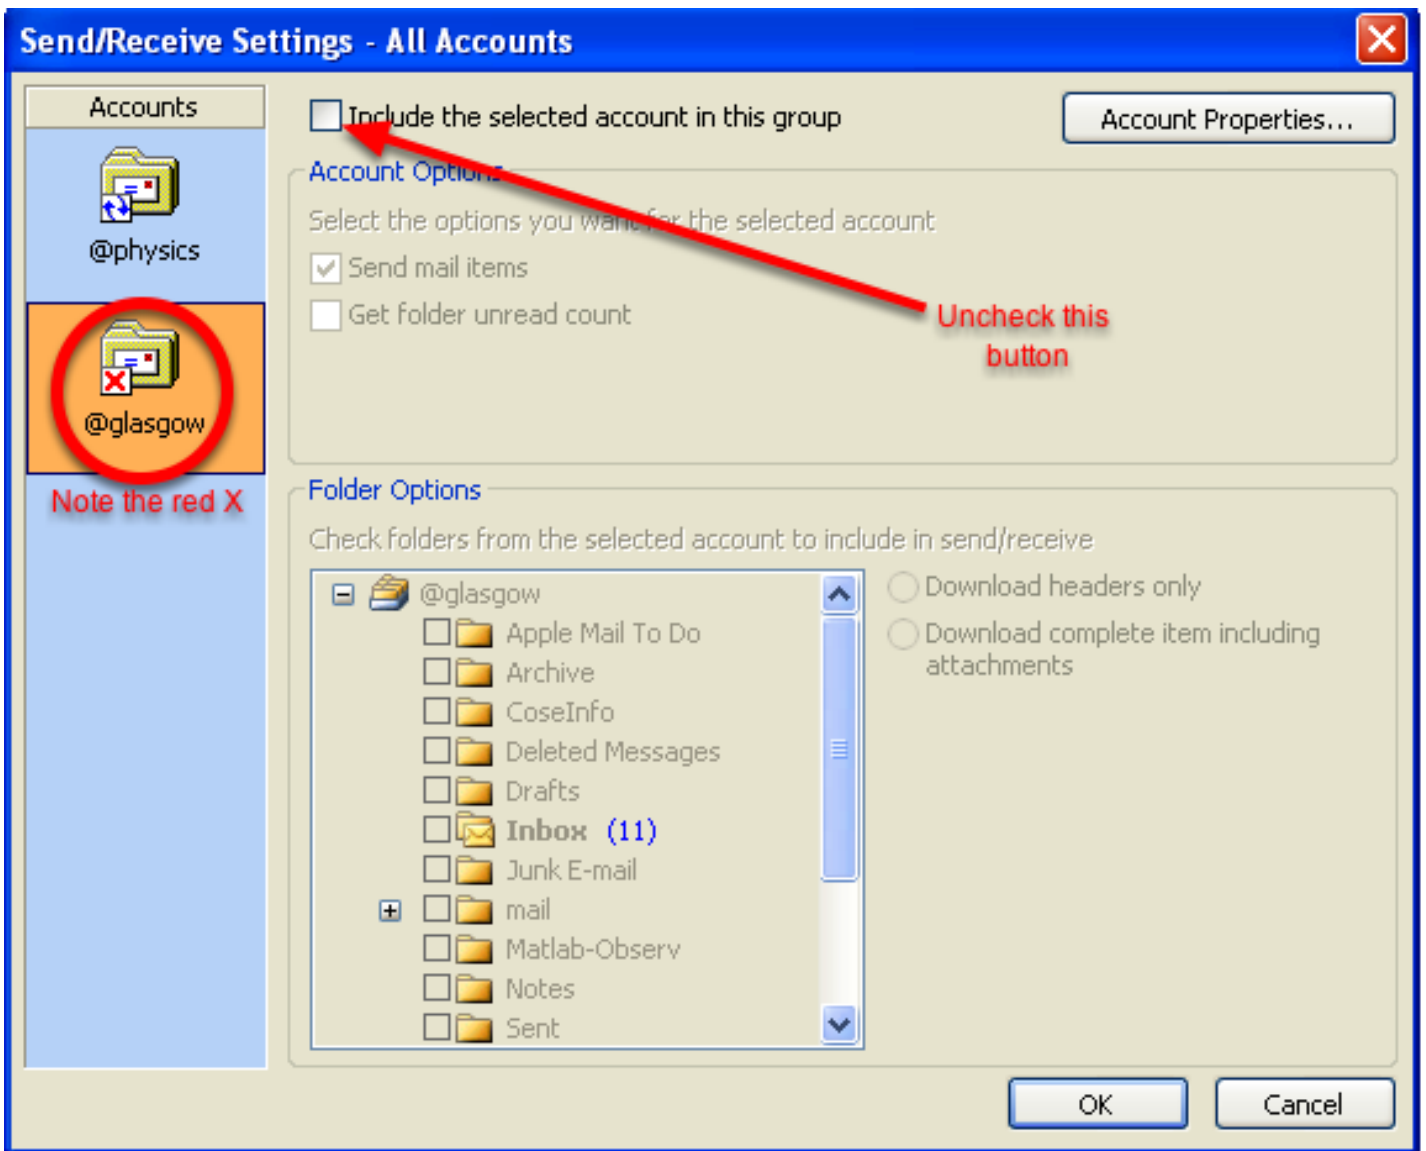 Send/Receive Settings - All Accounts
Accounts
Include the selected account in this group
Account Properties...
@physics
Account Options
Select the options you want for the selected account
Send mail items
Get folder unread count
Uncheck this
button
@glasgow
Note the red X
Folder Options
Check folders from the selected account to include in send/receive
@glasgow
Apple Mail To Do
Archive
CoseInfo
Deleted Messages
Drafts
Inbox (11)
Junk E-mail
mail
Matlab-Observ
Notes
Sent
Download headers only
Download complete item including
attachments
OK
Cancel